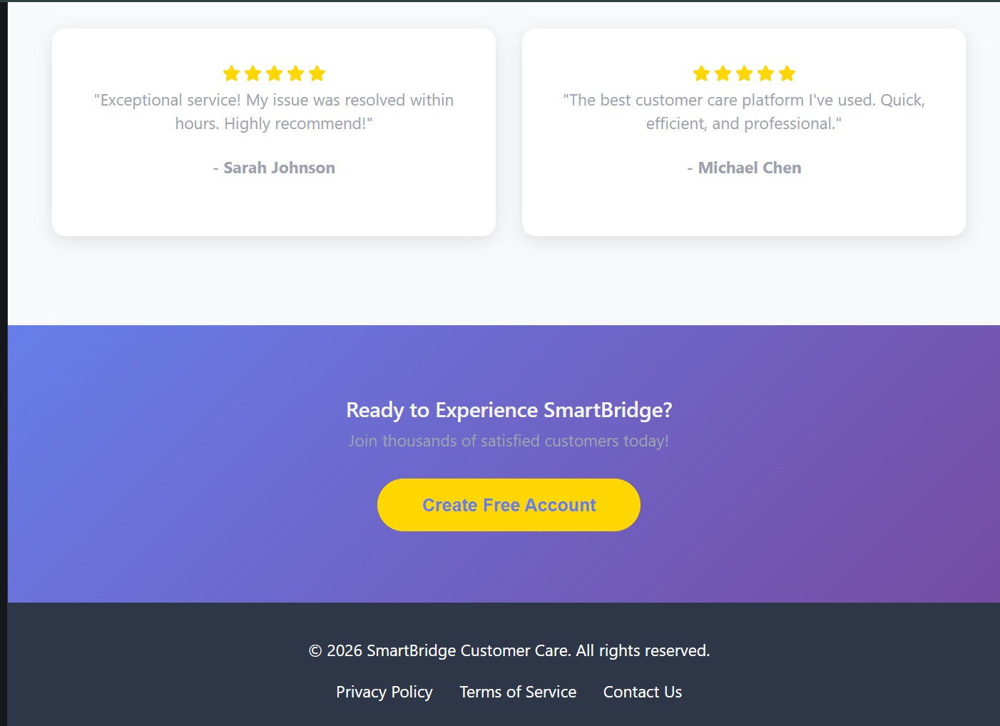 "Exceptional service! My issue was resolved within
hours. Highly recommend!"
- Sarah Johnson
"The best customer care platform I've used. Quick,
efficient, and professional."
- Michael Chen
Ready to Experience SmartBridge?
Join thousands of satisfied customers today!
Create Free Account
© 2026 SmartBridge Customer Care. All rights reserved.
Privacy Policy Terms of Service Contact Us